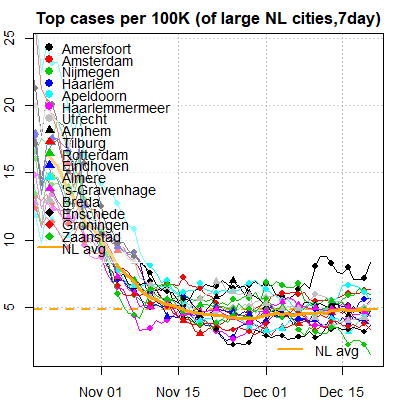 Top cases per 100K (of large NL cities,7day)
25
20
15
10
5
Amersfoort
Amsterdam
Nijmegen
Haarlem
Apeldoorn
Haarlemmermeer
Utrecht
Arnhem
Tilburg
Rotterdam
Eindhoven
Almere
's-Gravenhage
Breda
Enschede
Groningen
Zaanstad
NL avg
NL avg
Nov 01 Nov 15 Dec 01 Dec 15